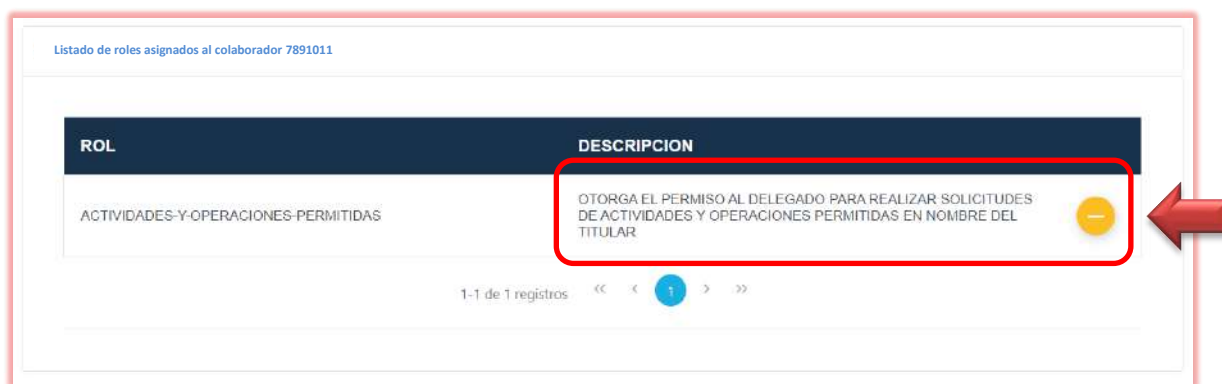 Listado de roles asignados al colaborador 7891011
ROL DESCRIPCION
ACTIVIDADES-Y-OPERACIONES-PERMITIDAS
OTORGA EL PERMISO AL DELEGADO PARA REALIZAR SOLICITUDES
DE ACTIVIDADES Y OPERACIONES PERMITIDAS EN NOMBRE DEL
TITULAR
1-1 de 1 registros « ‹ 1 › »